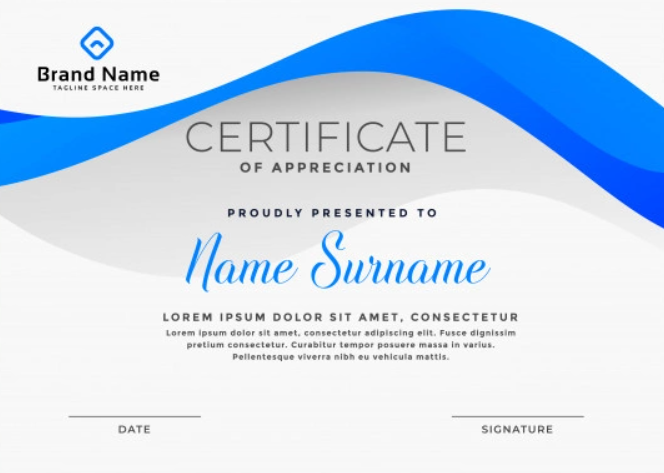 Brand Name
TAGLINE SPACE HERE
CERTIFICATE
OF APPRECIATION
PROUDLY PRESENTED TO
Name Surname
LOREM IPSUM DOLOR SIT AMET, CONSECTETUR
Lorem ipsum dolor sit amet, consectetur adipiscing elit. Fusce dignissim
pretium consectetur. Curabitur tempor posuere massa in varius.
Pellentesque viverra nibh eu vehicula mattis.
DATE
SIGNATURE